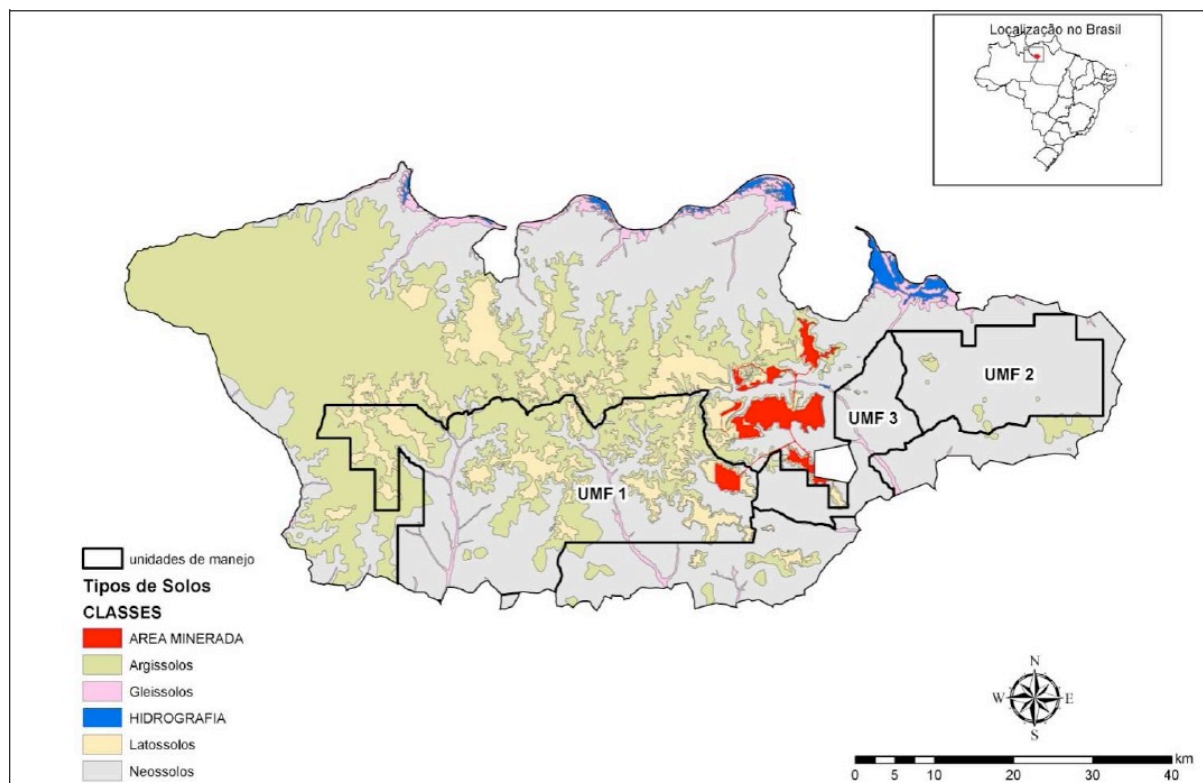 Localização no Brasil
UMF 2
UMF 3
UMF 1
unidades de manejo
Tipos de Solos
CLASSES
AREA MINERADA
Argissolos
Gleissolos
HIDROGRAFIA
Latossolos
Neossolos
N
W E
S
km
0 5 10 20 30 40